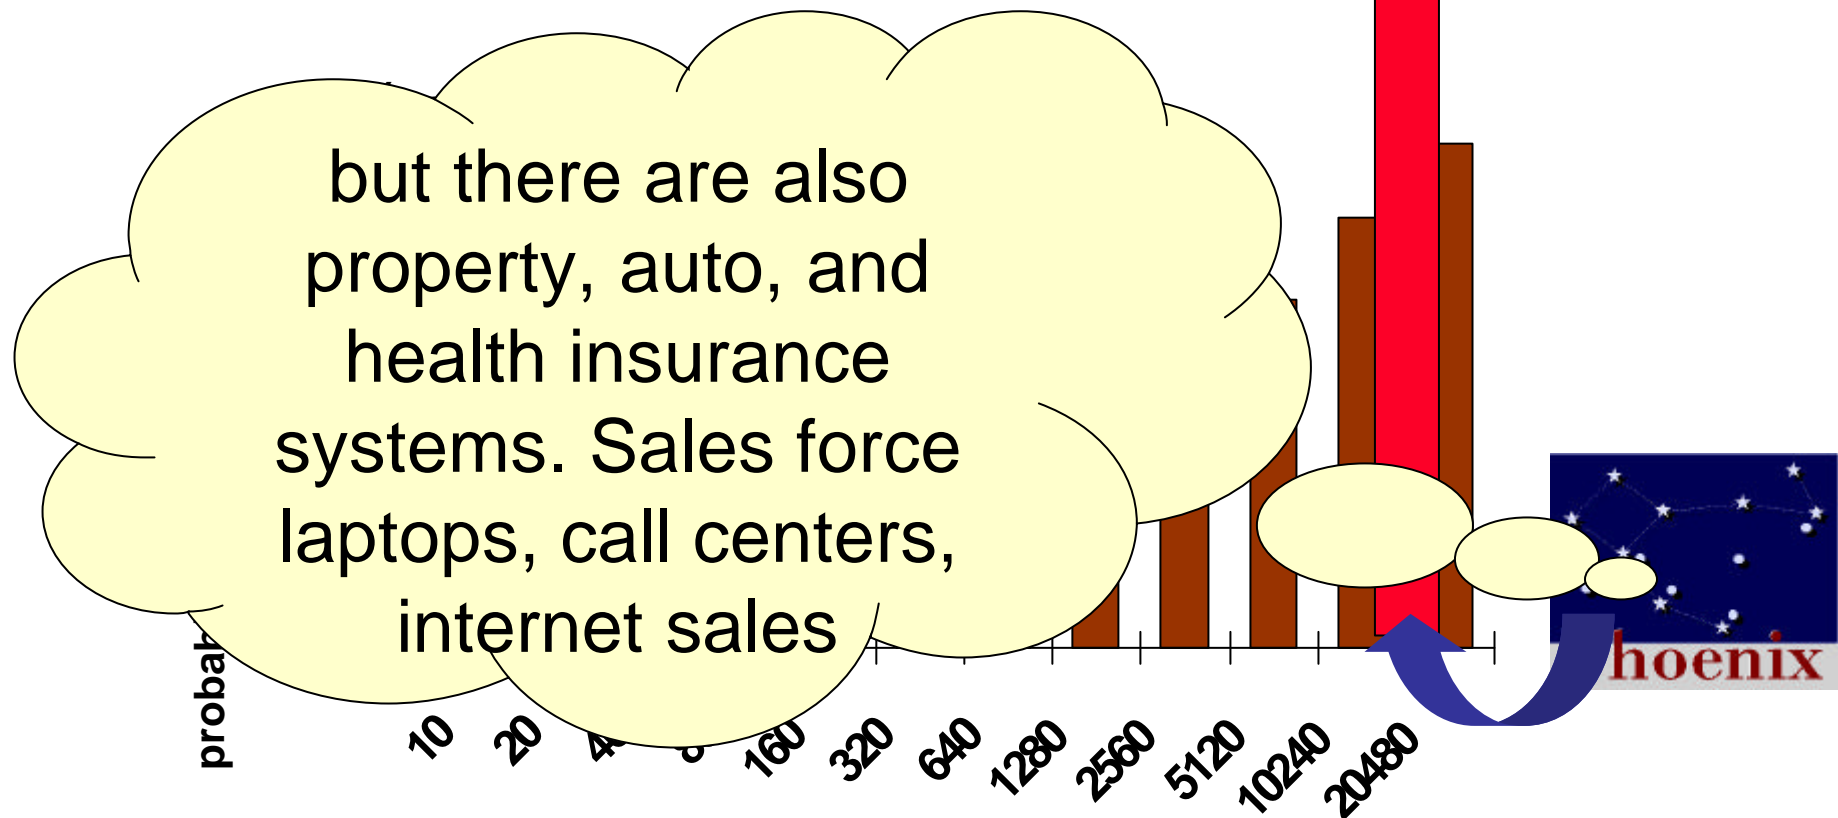 but there are also
property, auto, and
health insurance
systems. Sales force
laptops, call centers,
internet sales
hoenix
10 20 160 320 640 1280 2560 5120 10240 20480